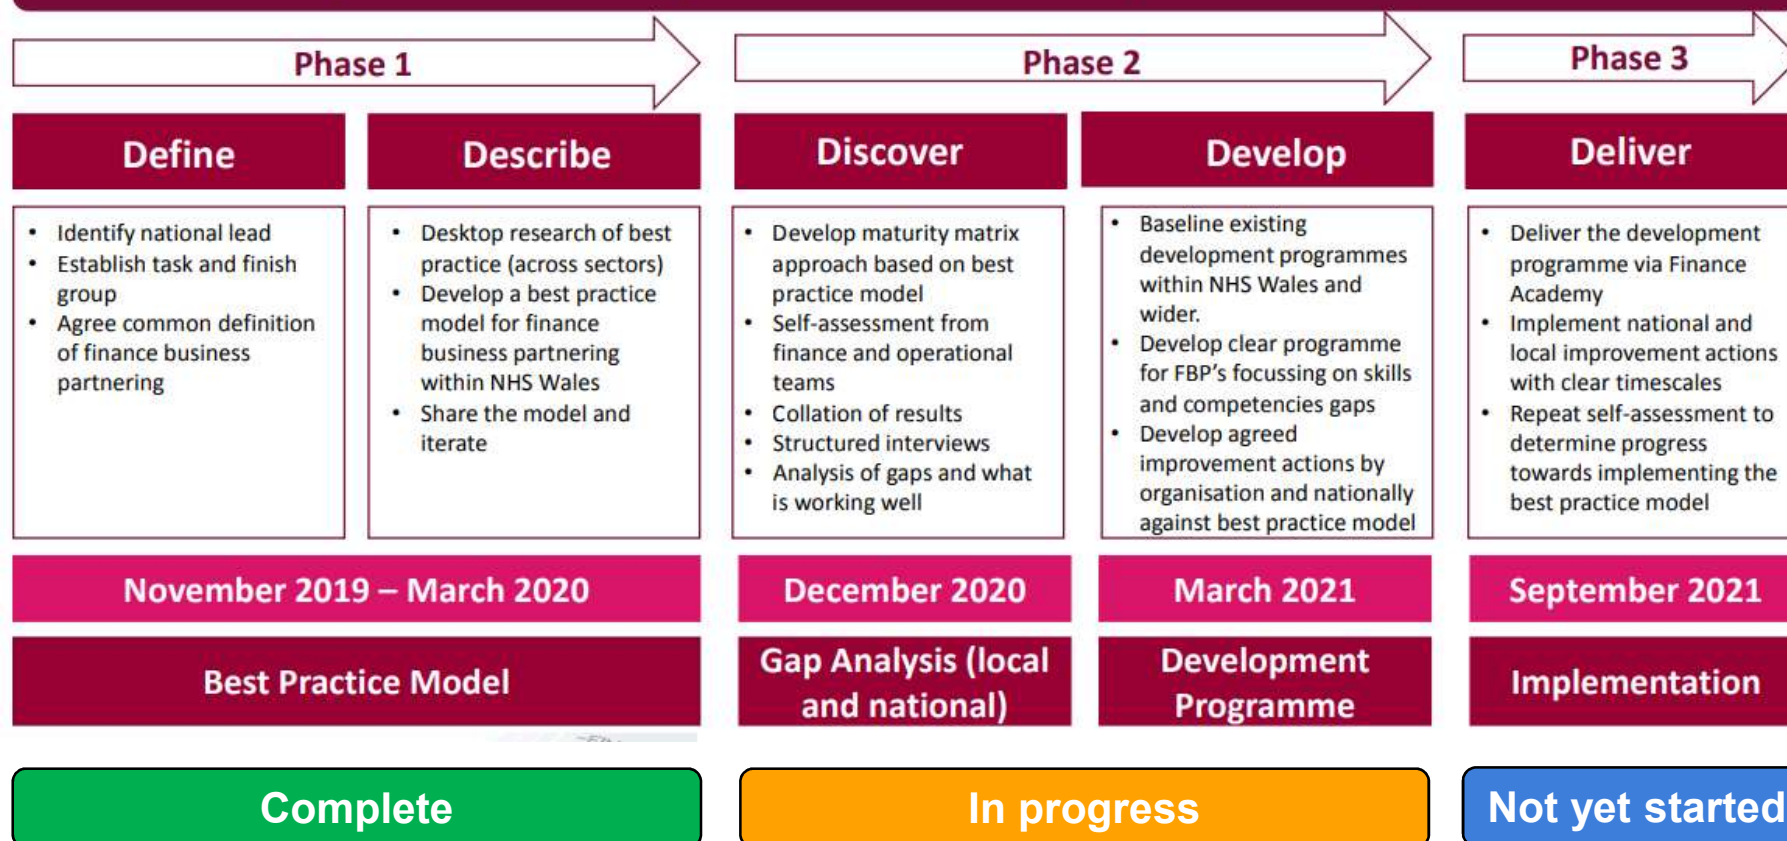 Phase 1
Phase 2
Phase 3
Define
Describe
Discover
Develop
Deliver
• Identify national lead
• Establish task and finish
group
• Agree common definition
of finance business
partnering
• Desktop research of best
practice (across sectors)
• Develop a best practice
model for finance
business partnering
within NHS Wales
• Share the model and
iterate
• Develop maturity matrix
approach based on best
practice model
• Self-assessment from
finance and operational
teams
• Collation of results
• Structured interviews
• Analysis of gaps and what
is working well
• Baseline existing
development programmes
within NHS Wales and
wider.
• Develop clear programme
for FBP's focussing on skills
and competencies gaps
• Develop agreed
improvement actions by
organisation and nationally
against best practice model
• Deliver the development
programme via Finance
Academy
• Implement national and
local improvement actions
with clear timescales
• Repeat self-assessment to
determine progress
towards implementing the
best practice model
November 2019 – March 2020
December 2020
March 2021
September 2021
Best Practice Model
Gap Analysis (local
and national)
Development
Programme
Implementation
Complete
In progress
Not yet started